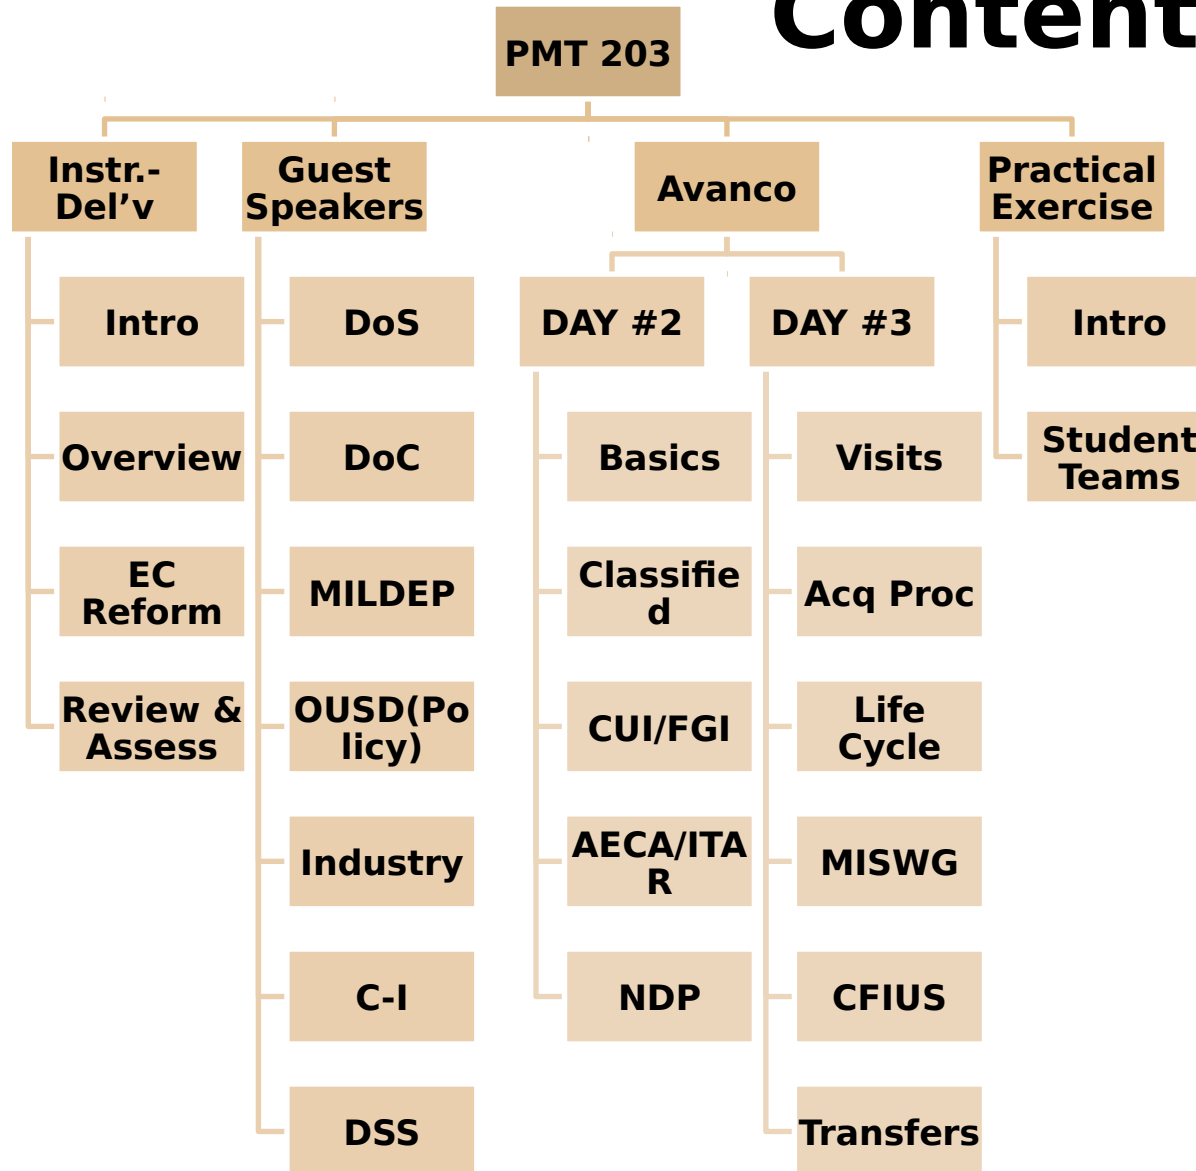 Content
PMT 203
Instr.-
Del’v
Guest
Speakers
Avanco
Practical
Exercise
Intro
DoS
DAY #2
DAY #3
Intro
Overview
DoC
Basics
Visits
Student
Teams
EC
Reform
MILDEP
Classifie
d
Acq Proc
Review &
Assess
OUSD(Po
licy)
CUI/FGI
Life
Cycle
Industry
AECA/ITA
R
MISWG
C-I
NDP
CFIUS
DSS
Transfers